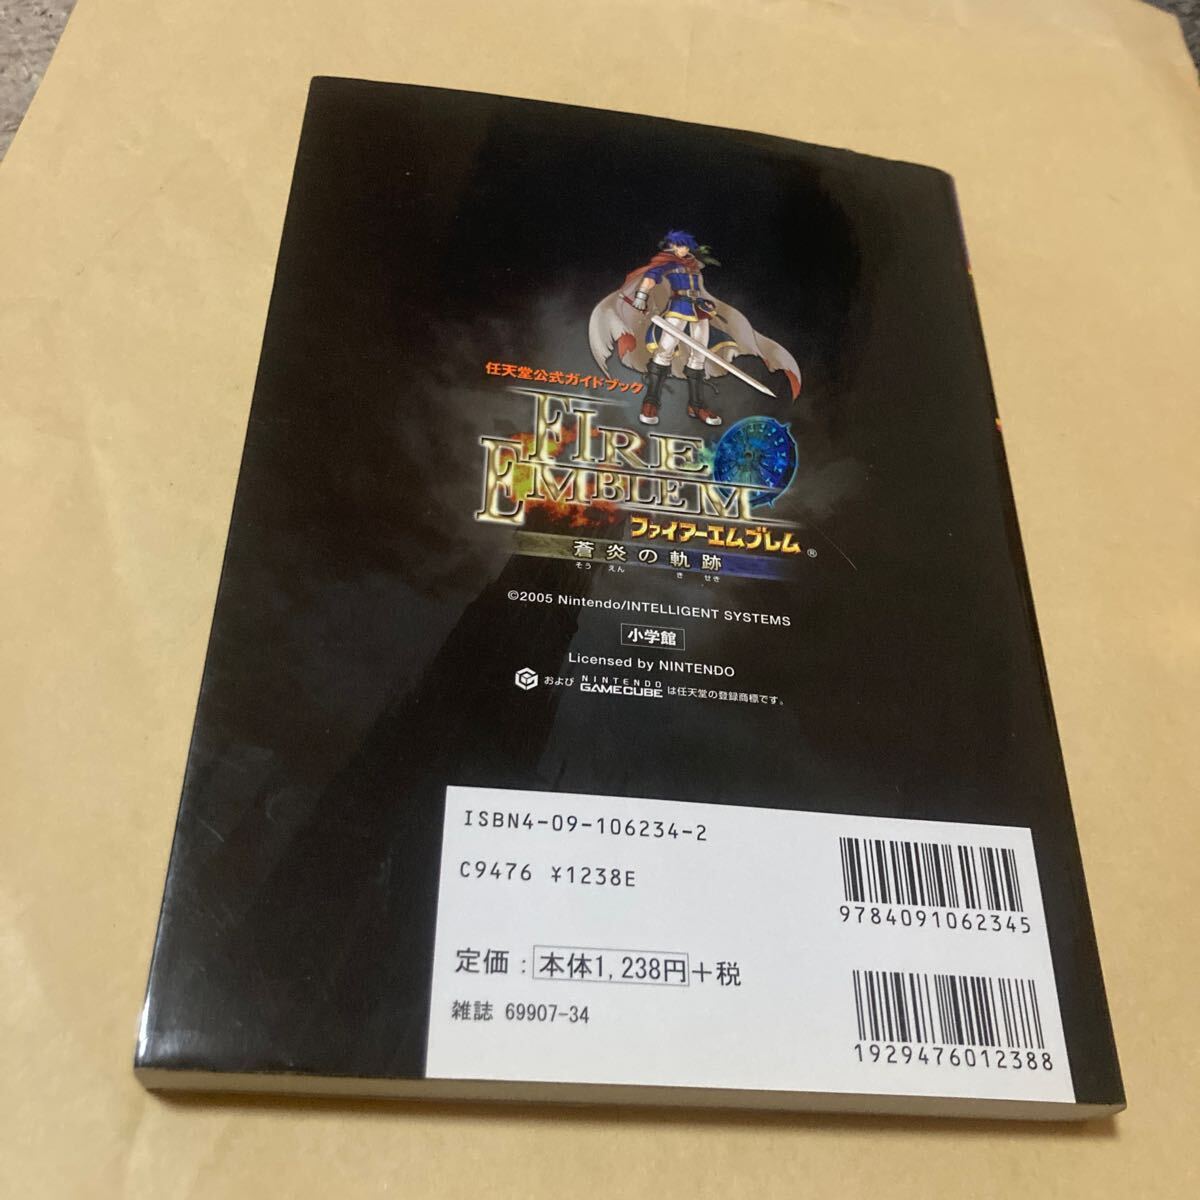 任天堂公式ガイドブック
FIRE
EMBLEM
ファイアーエムブレム®
蒼炎の軌跡
そう えん き せき
©2005 Nintendo/INTELLIGENT SYSTEMS
小学館
Licensed by NINTENDO
および NINTENDO GAMECUBE は任天堂の登録商標です。
ISBN4-09-106234-2
C9476 ¥1238E
9784091062345
定価：本体1,238円+税
雑誌 69907-34
1929476012388